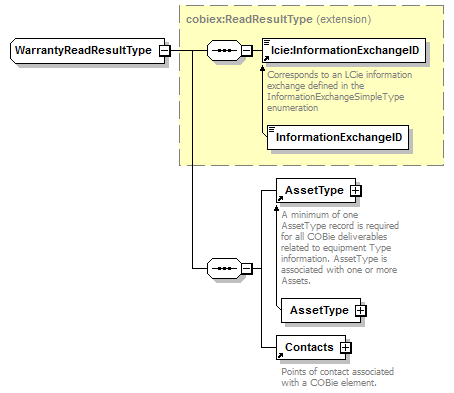 cobiex:ReadResultType (extension)
WarrantyReadResultType
lcie:InformationExchangeID
Corresponds to an LCie information
exchange defined in the
InformationExchangeSimpleType
enumeration
InformationExchangeID
AssetType
A minimum of one
AssetType record is required
for all COBie deliverables
related to equipment Type
information. AssetType is
associated with one or more
Assets.
AssetType
Contacts
Points of contact associated
with a COBie element.